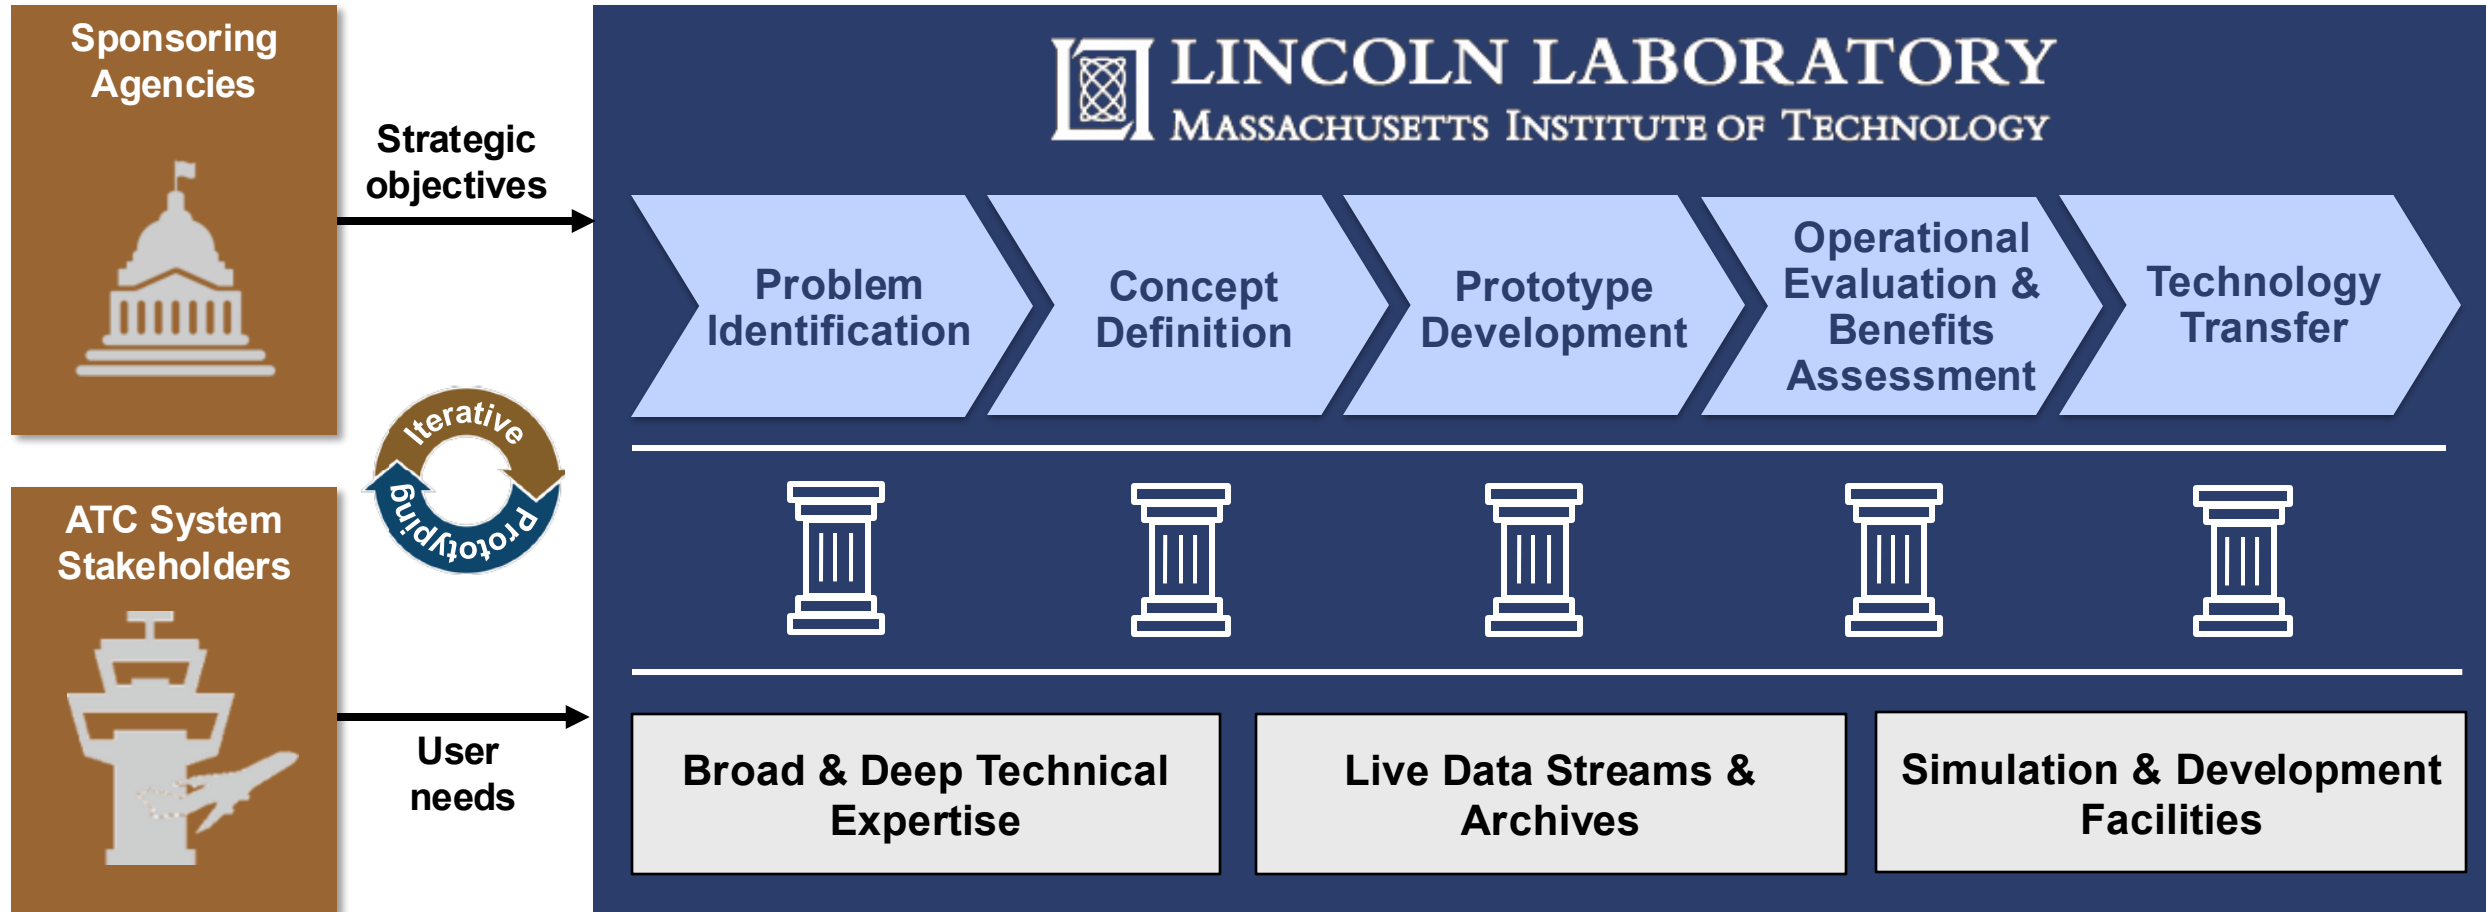 Sponsoring
Agencies
Strategic
objectives
Iterative
Prototyping
ATC System
Stakeholders
User
needs
LINCOLN LABORATORY
MASSACHUSETTS INSTITUTE OF TECHNOLOGY
Problem
Identification
Concept
Definition
Prototype
Development
Operational
Evaluation &
Benefits
Assessment
Technology
Transfer
Broad & Deep Technical
Expertise
Live Data Streams &
Archives
Simulation & Development
Facilities